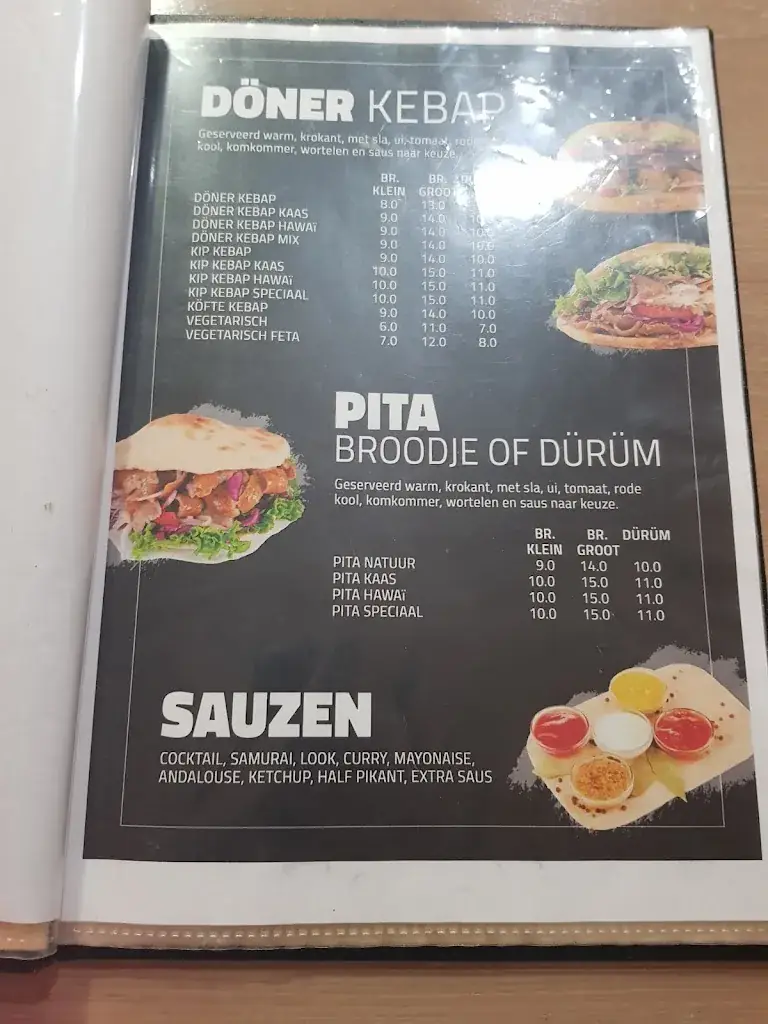 DÖNER KEBAP
Geserveerd warm, krokant, met sla, ui, tomaat, rode
kool, komkommer, wortelen en saus naar keuze.
BR. KLEIN BR. GROOT
DÖNER KEBAP 8.0 13.0
DÖNER KEBAP KAAS 9.0 14.0 10.0
DÖNER KEBAP HAWAï 9.0 14.0 10.0
DÖNER KEBAP MIX 9.0 14.0 10.0
KIP KEBAP 9.0 14.0 10.0
KIP KEBAP KAAS 10.0 15.0 11.0
KIP KEBAP HAWAï 10.0 15.0 11.0
KIP KEBAP SPECIAAL 10.0 15.0 11.0
KÖFTE KEBAP 9.0 14.0 10.0
VEGETARISCH 6.0 11.0 7.0
VEGETARISCH FETA 7.0 12.0 8.0
PITA
BROODJE OF DÜRÜM
Geserveerd warm, krokant, met sla, ui, tomaat, rode
kool, komkommer, wortelen en saus naar keuze.
BR. KLEIN BR. GROOT DÜRÜM
PITA NATUUR 9.0 14.0 10.0
PITA KAAS 10.0 15.0 11.0
PITA HAWAï 10.0 15.0 11.0
PITA SPECIAAL 10.0 15.0 11.0
SAUZEN
COCKTAIL, SAMURAI, LOOK, CURRY, MAYONAISE,
ANDALOUSE, KETCHUP, HALF PIKANT, EXTRA SAUS